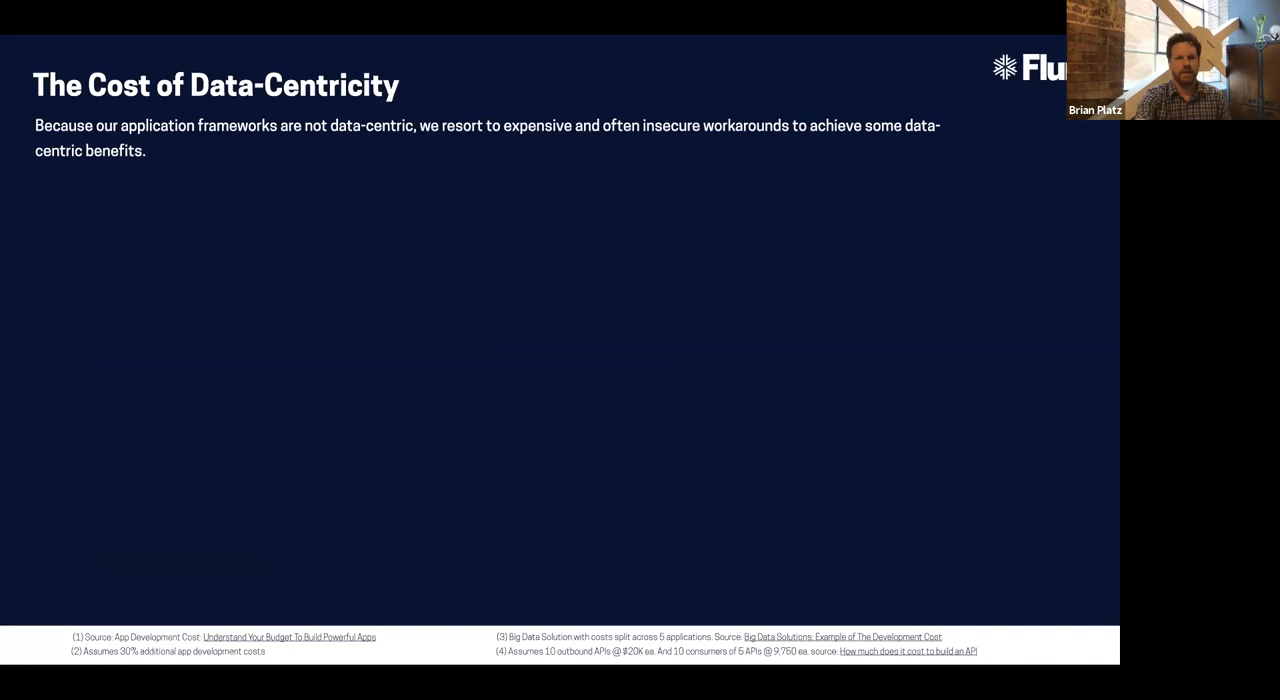 The Cost of Data-Centricity
Flu
Brian Platz
Because our application frameworks are not data-centric, we resort to expensive and often insecure workarounds to achieve some data-
centric benefits.
(1) Source: App Development Cost: Understand Your Budget To Build Powerful Apps
(2) Assumes 30% additional app development costs
(3) Big Data Solution with costs split across 5 applications. Source: Big Data Solutions: Example of The Development Cost
(4) Assumes 10 outbound APIs @ $20K ea. And 10 consumers of 5 APIs @ 9,750 ea. source: How much does it cost to build an API